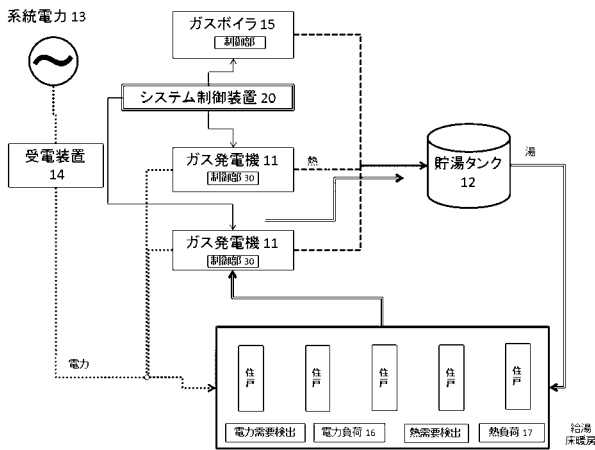 系統電力 13
ガスボイラ 15
制御部
システム制御装置 20
受電装置
14
ガス発電機 11
制御部 30
熱
貯湯タンク
12
湯
ガス発電機 11
制御部 30
電力
住戸
住戸
住戸
住戸
住戸
電力需要検出
電力負荷 16
熱需要検出
熱負荷 17
給湯
床暖房